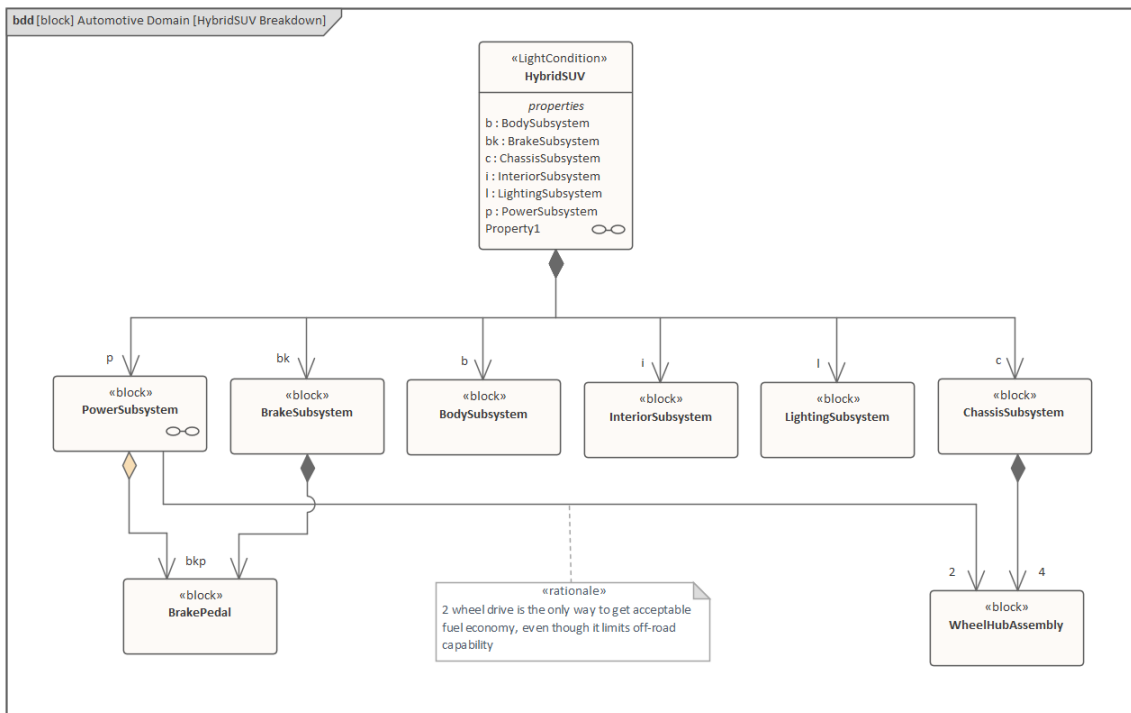 bdd [block] Automotive Domain [HybridSUV Breakdown]
«LightCondition»
HybridSUV
properties
b : BodySubsystem
bk : BrakeSubsystem
c : ChassisSubsystem
i : InteriorSubsystem
l : LightingSubsystem
p : PowerSubsystem
Property1
p
bk
b
i
l
c
«block»
PowerSubsystem
«block»
BrakeSubsystem
«block»
BodySubsystem
«block»
InteriorSubsystem
«block»
LightingSubsystem
«block»
ChassisSubsystem
bkp
2
4
«block»
BrakePedal
«rationale»
2 wheel drive is the only way to get acceptable
fuel economy, even though it limits off-road
capability
«block»
WheelHubAssembly